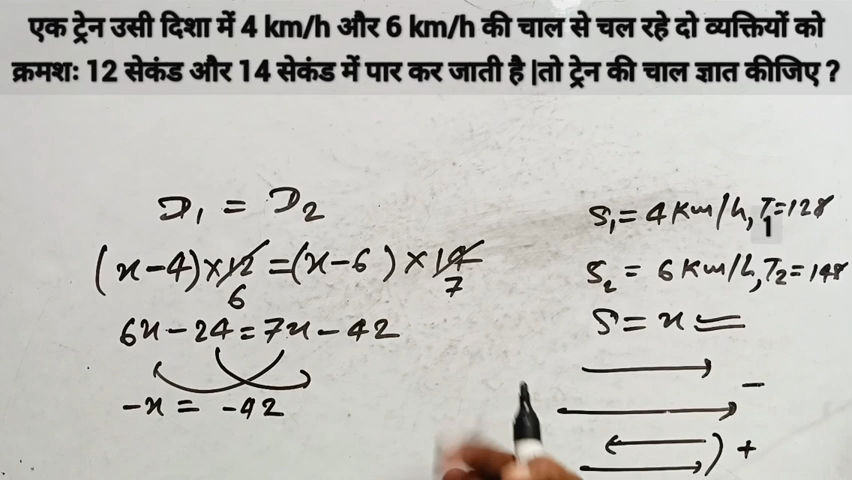 एक ट्रेन उसी दिशा में 4 km/h और 6 km/h की चाल से चल रहे दो व्यक्तियों को
क्रमशः 12 सेकंड और 14 सेकंड में पार कर जाती है |तो ट्रेन की चाल ज्ञात कीजिए ?
D₁ = D₂
(x-4)×12=(x-6)×14
6 7
6x-24=7x-42
-x= -42
S₁=4 Km/h, T=12s
1
S₂ = 6 Km/h, T₂=14s
S=x
-
) +